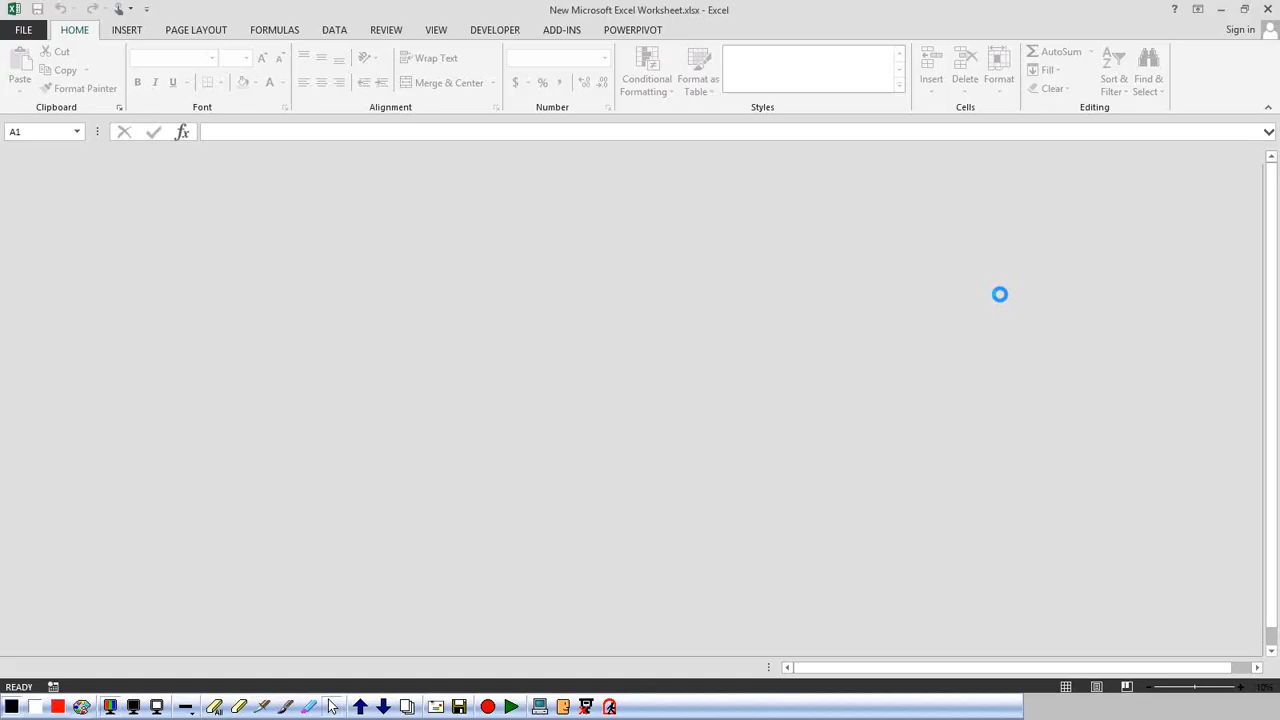 New Microsoft Excel Worksheet.xlsx - Excel
FILE HOME INSERT PAGE LAYOUT FORMULAS DATA REVIEW VIEW DEVELOPER ADD-INS POWERPIVOT Sign in
Paste
Cut
Copy
Format Painter
Clipboard
B I U A A A
Font
Wrap Text
Merge & Center
Alignment
$ % ,
Number
Conditional Formatting
Format as Table
Styles
Insert
Delete
Format
Cells
AutoSum
Fill
Clear
Sort & Filter
Find & Select
Editing
A1 fx
READY 10%